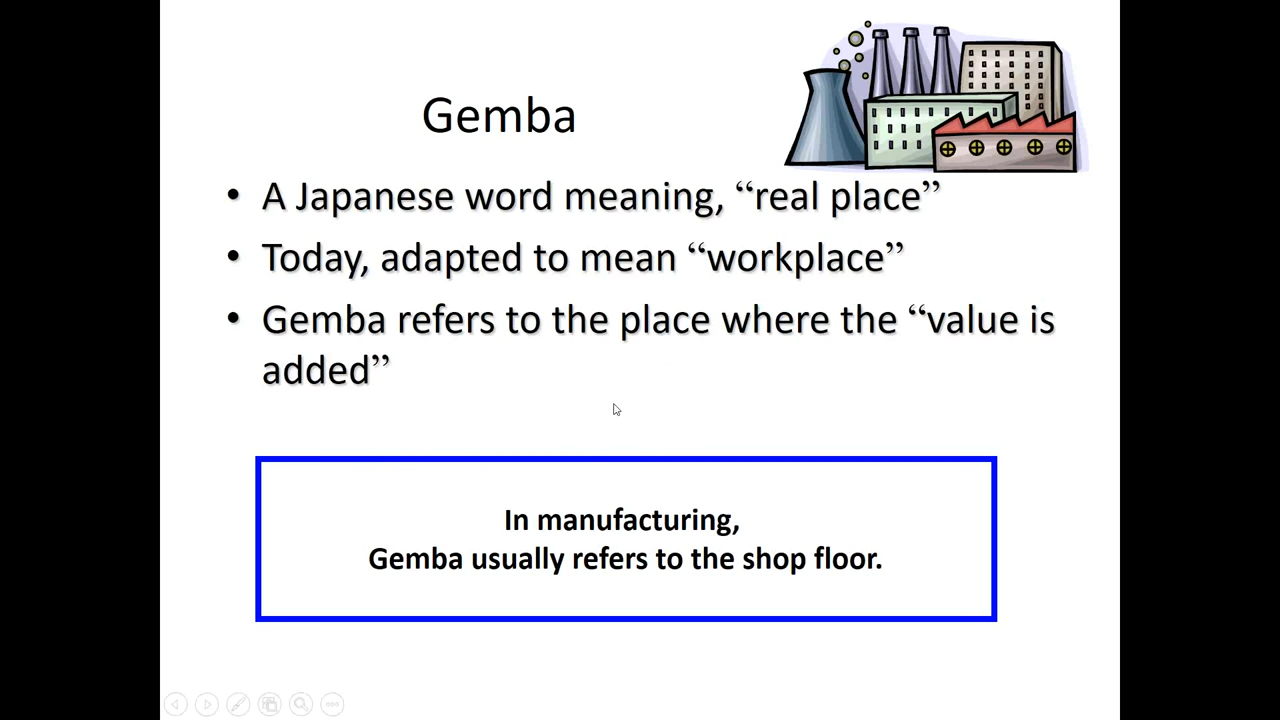 Gemba
• A Japanese word meaning, “real place”
• Today, adapted to mean “workplace”
• Gemba refers to the place where the “value is
added”
In manufacturing,
Gemba usually refers to the shop floor.